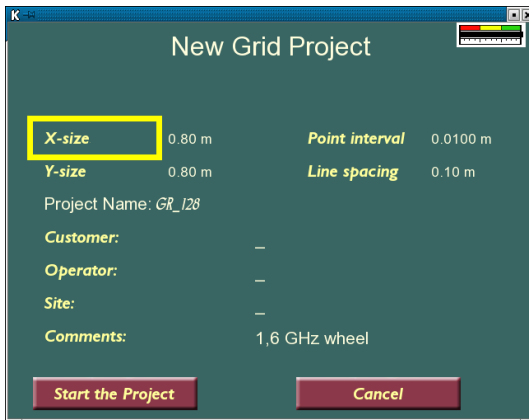 K
New Grid Project
X-size 0.80 m Point interval 0.0100 m
Y-size 0.80 m Line spacing 0.10 m
Project Name: GR_128
Customer: _
Operator: _
Site: _
Comments: 1,6 GHz wheel
Start the Project Cancel